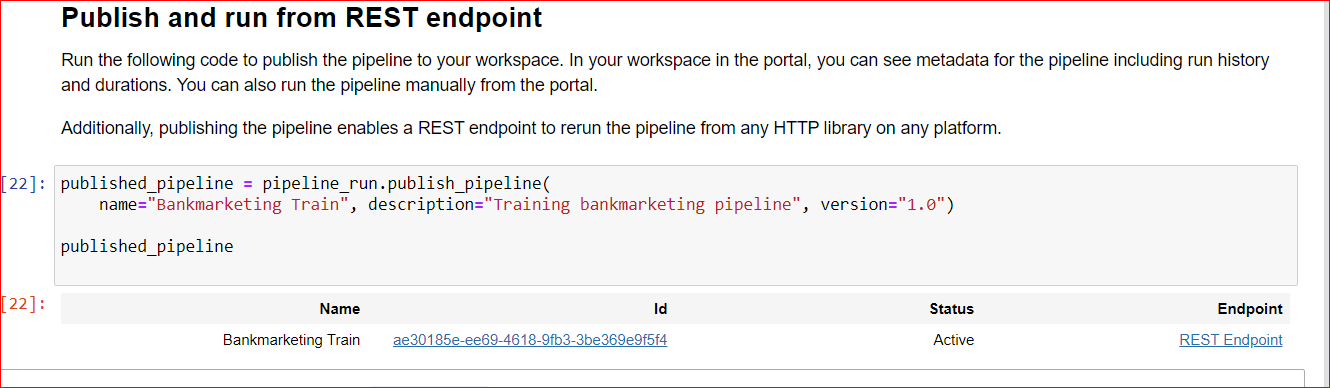 Publish and run from REST endpoint
Run the following code to publish the pipeline to your workspace. In your workspace in the portal, you can see metadata for the pipeline including run history
and durations. You can also run the pipeline manually from the portal.
Additionally, publishing the pipeline enables a REST endpoint to rerun the pipeline from any HTTP library on any platform.
[22]: published_pipeline = pipeline_run.publish_pipeline(
name="Bankmarketing Train", description="Training bankmarketing pipeline", version="1.0")
published_pipeline
[22]: Name Id Status Endpoint
Bankmarketing Train ae30185e-ee69-4618-9fb3-3be369e9f5f4 Active REST Endpoint